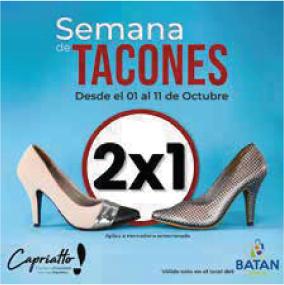 Semana
de TACONES
Desde el 01 al 11 de Octubre
2x1
Aplica a mercadería seleccionada
Capriatto
Válido solo en el local del:
BATAN